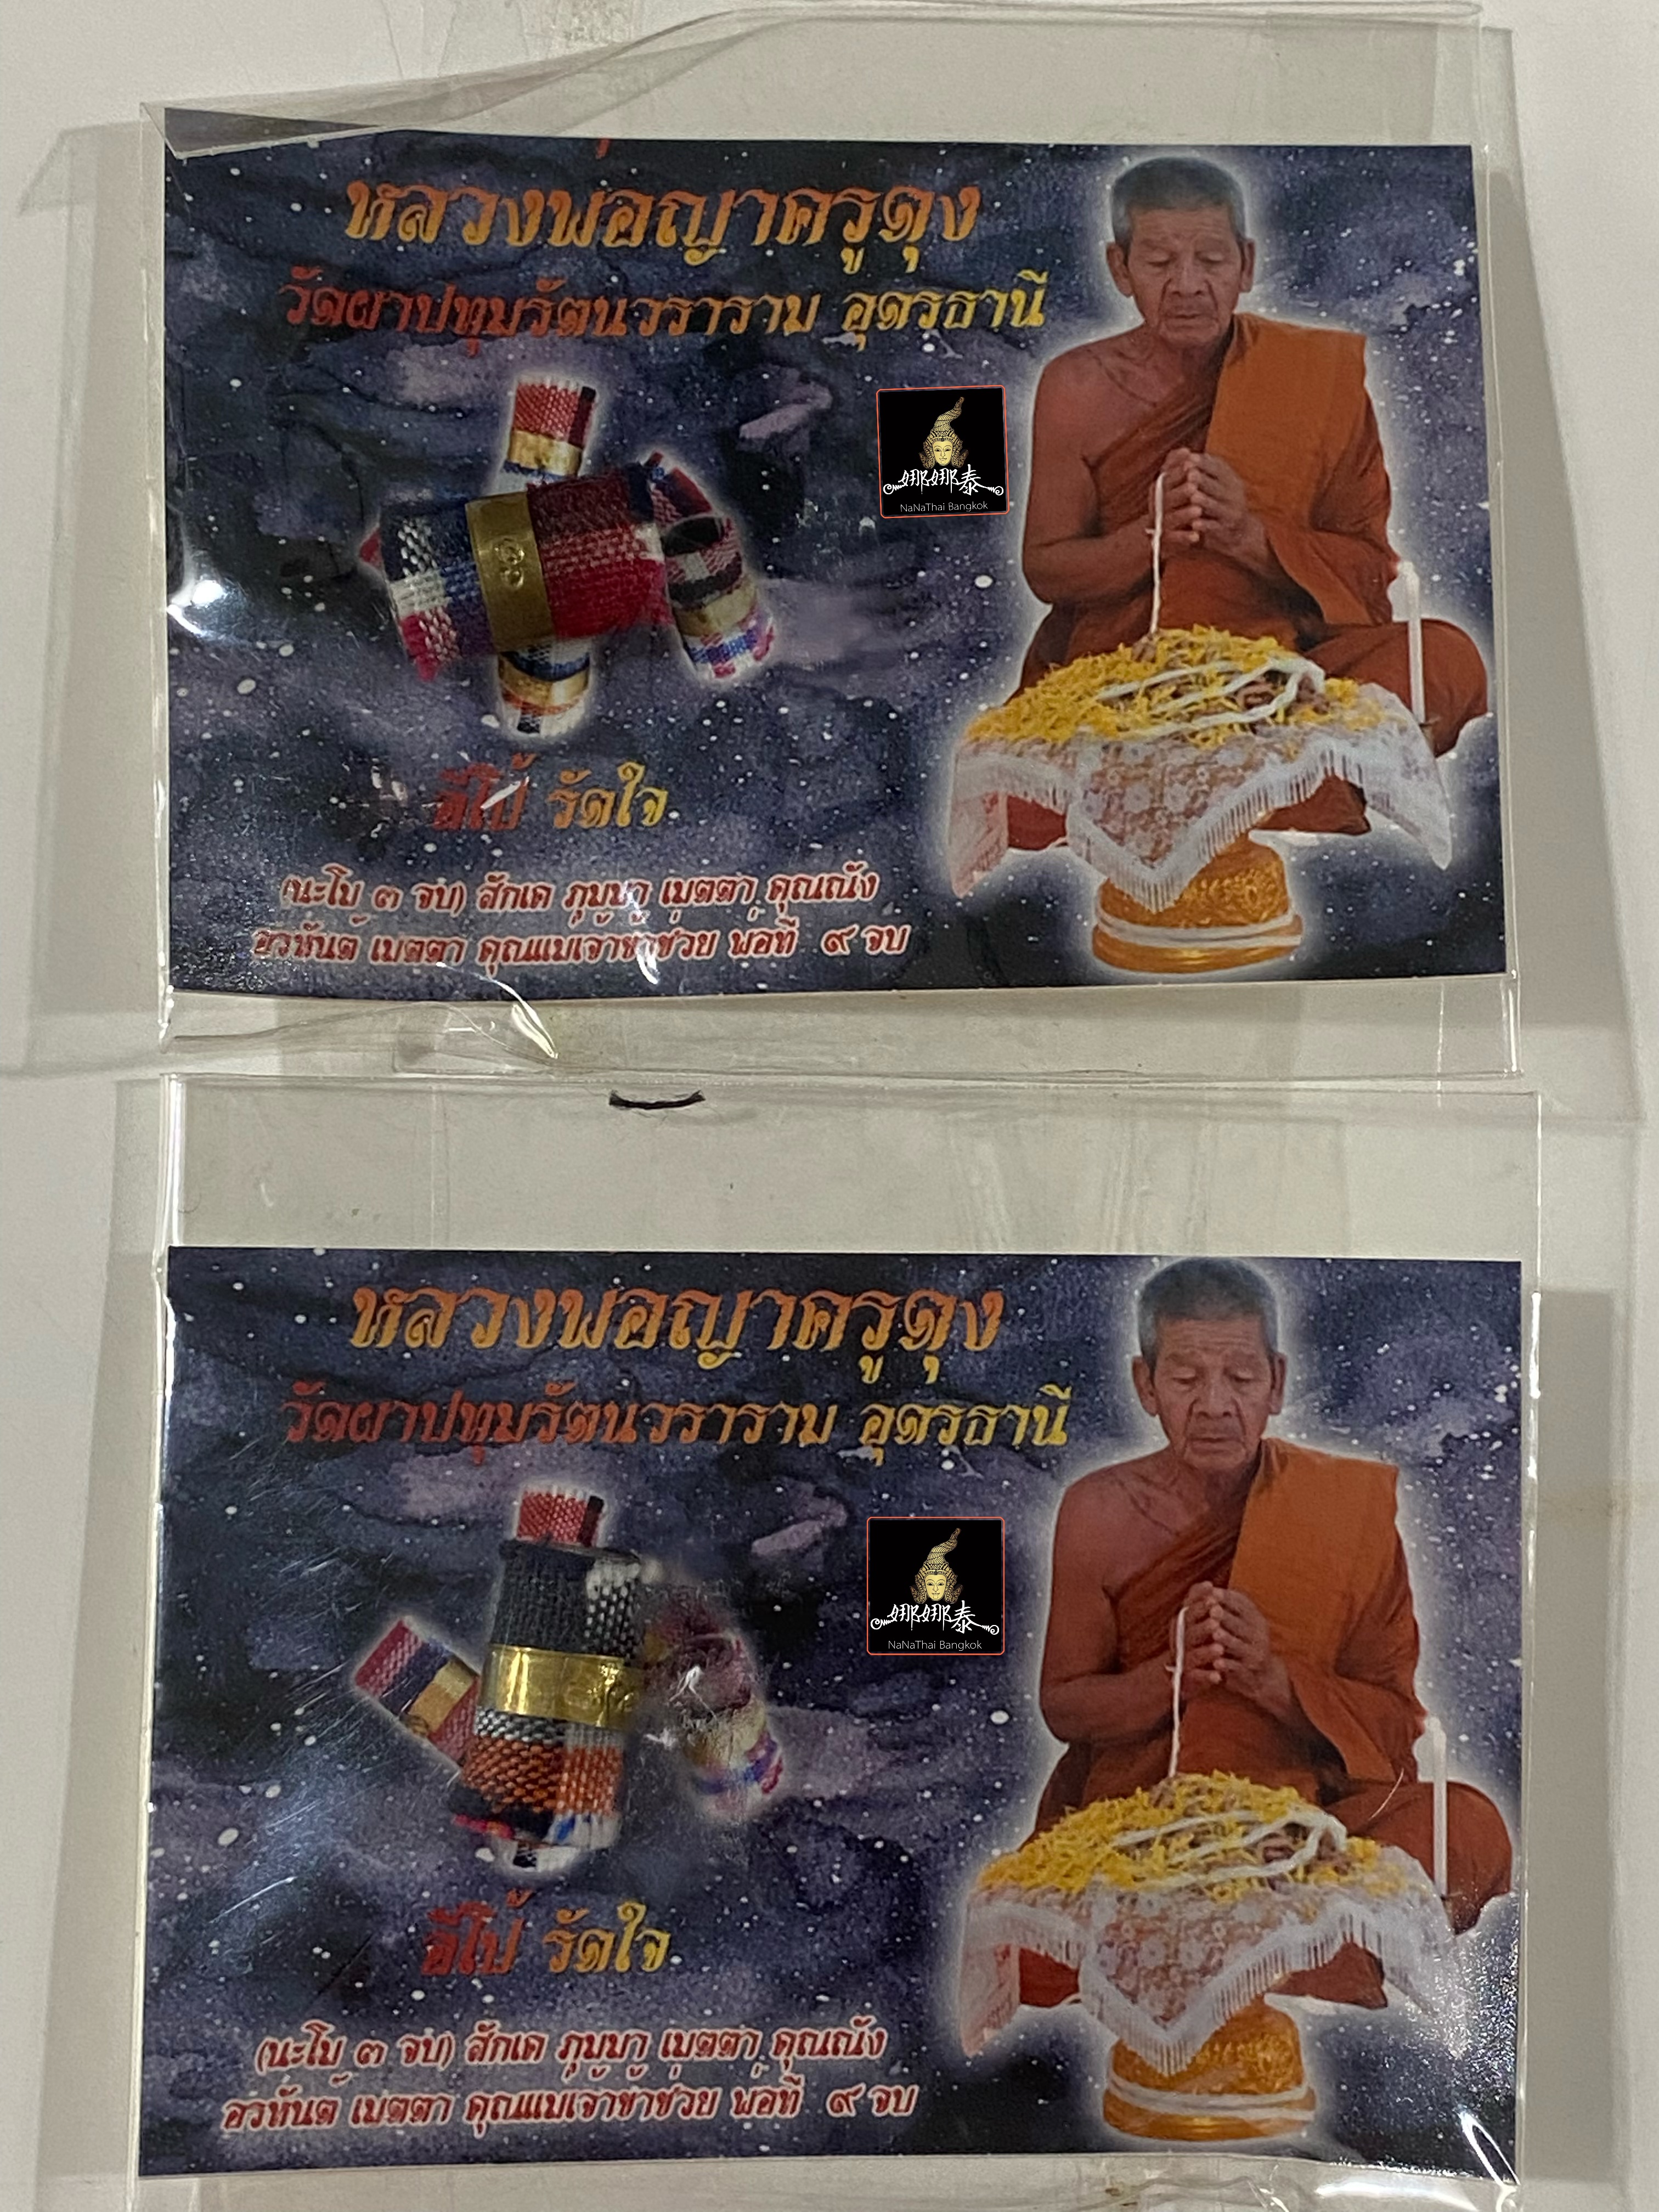 หลวงพ่อญาครูดุง
วัดผาปทุมรัตนวราราม อุดรธานี
娜娜泰
NaNaThai Bangkok
อีโป้ รัดใจ
(นะโม ๓ จบ) สักเค ภุมมา เมตตา คุณณัง
อรหันต์ เมตตา คุณแม่เจ้าข้าช่วย พ่อที ๙ จบ
หลวงพ่อญาครูดุง
วัดผาปทุมรัตนวราราม อุดรธานี
娜娜泰
NaNaThai Bangkok
อีโป้ รัดใจ
(นะโม ๓ จบ) สักเค ภุมมา เมตตา คุณณัง
อรหันต์ เมตตา คุณแม่เจ้าข้าช่วย พ่อที ๙ จบ